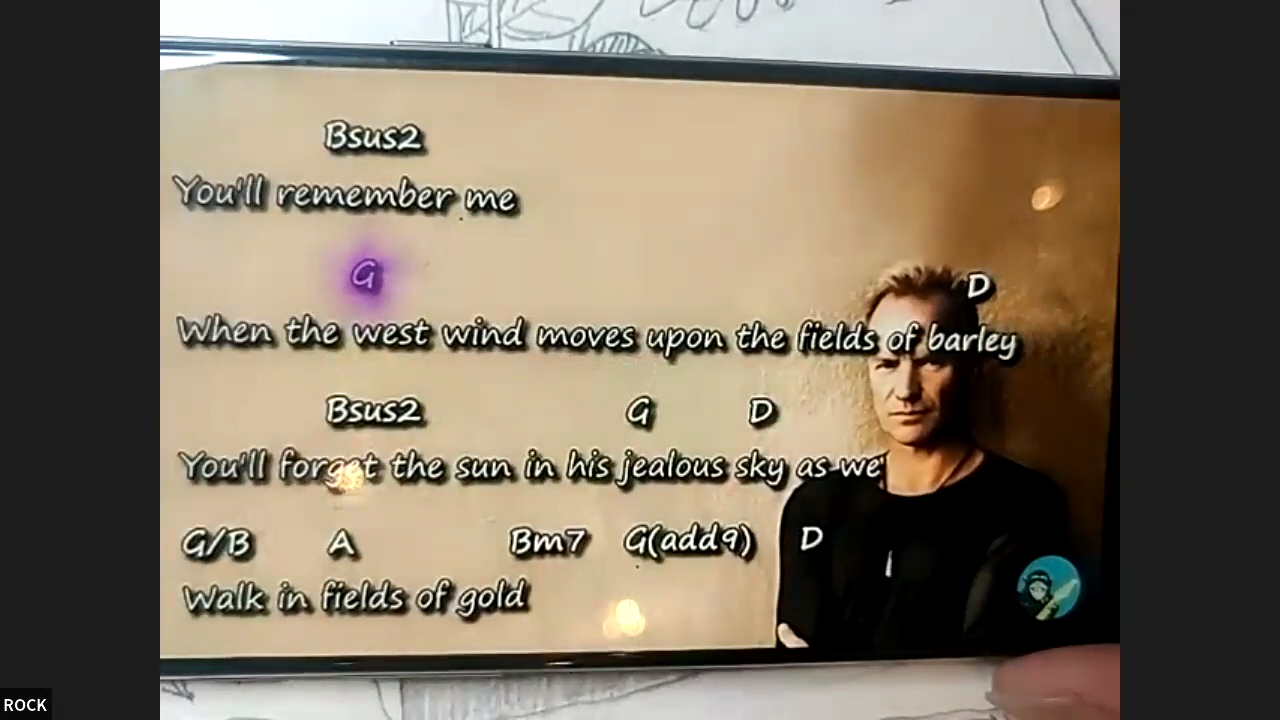 Bsus2
You'll remember me
G D
When the west wind moves upon the fields of barley
Bsus2 G D
You'll forget the sun in his jealous sky as we
G/B A Bm7 G(add9) D
Walk in fields of gold
ROCK